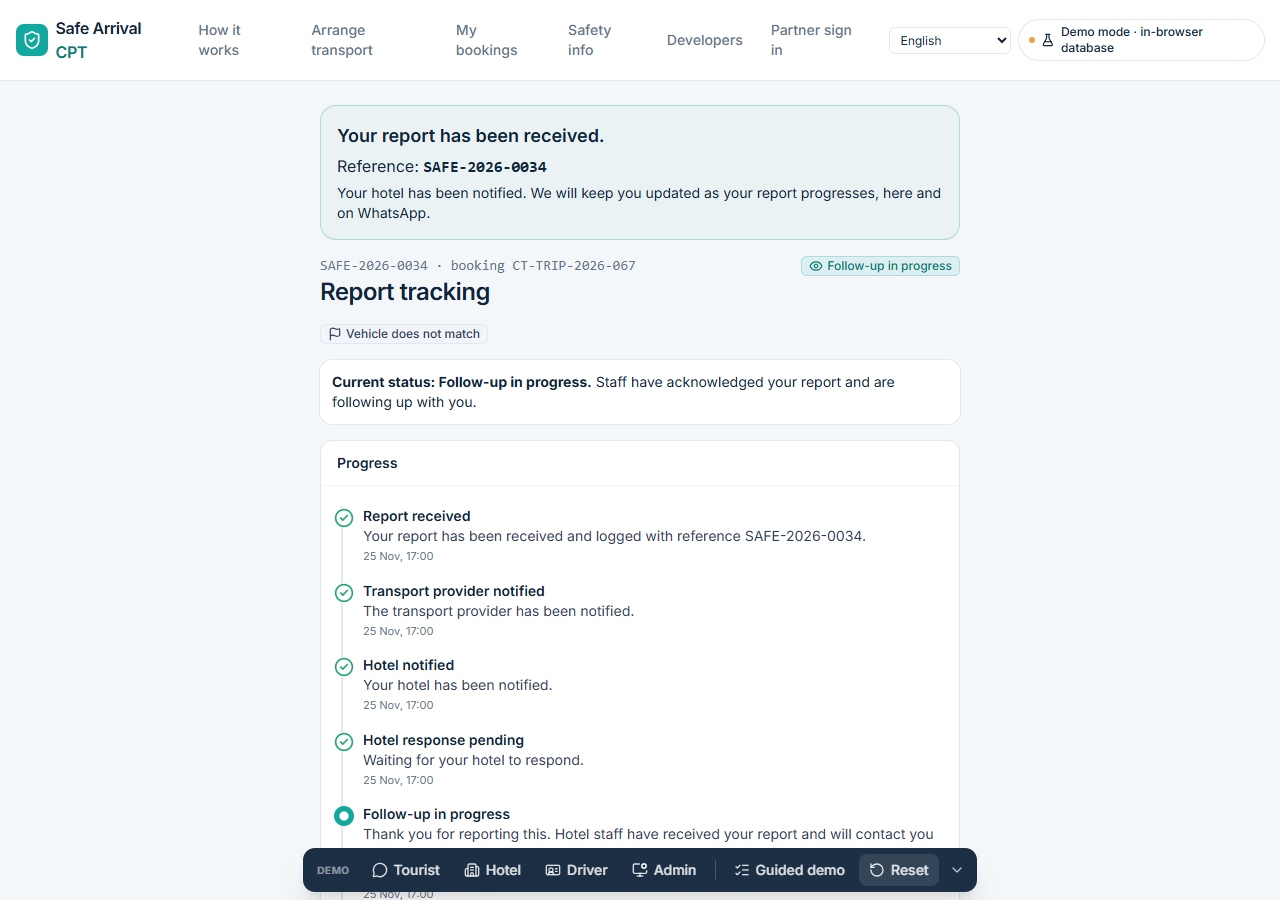 Safe Arrival
CPT
How it
works
Arrange
transport
My
bookings
Safety
info
Developers
Partner sign
in
English
Demo mode · in-browser
database
Your report has been received.
Reference: SAFE-2026-0034
Your hotel has been notified. We will keep you updated as your report progresses, here and
on WhatsApp.
SAFE-2026-0034 · booking CT-TRIP-2026-067
Follow-up in progress
Report tracking
Vehicle does not match
Current status: Follow-up in progress. Staff have acknowledged your report and are
following up with you.
Progress
Report received
Your report has been received and logged with reference SAFE-2026-0034.
25 Nov, 17:00
Transport provider notified
The transport provider has been notified.
25 Nov, 17:00
Hotel notified
Your hotel has been notified.
25 Nov, 17:00
Hotel response pending
Waiting for your hotel to respond.
25 Nov, 17:00
Follow-up in progress
Thank you for reporting this. Hotel staff have received your report and will contact you
DEMO
Tourist
Hotel
Driver
Admin
Guided demo
Reset
25 Nov, 17:00